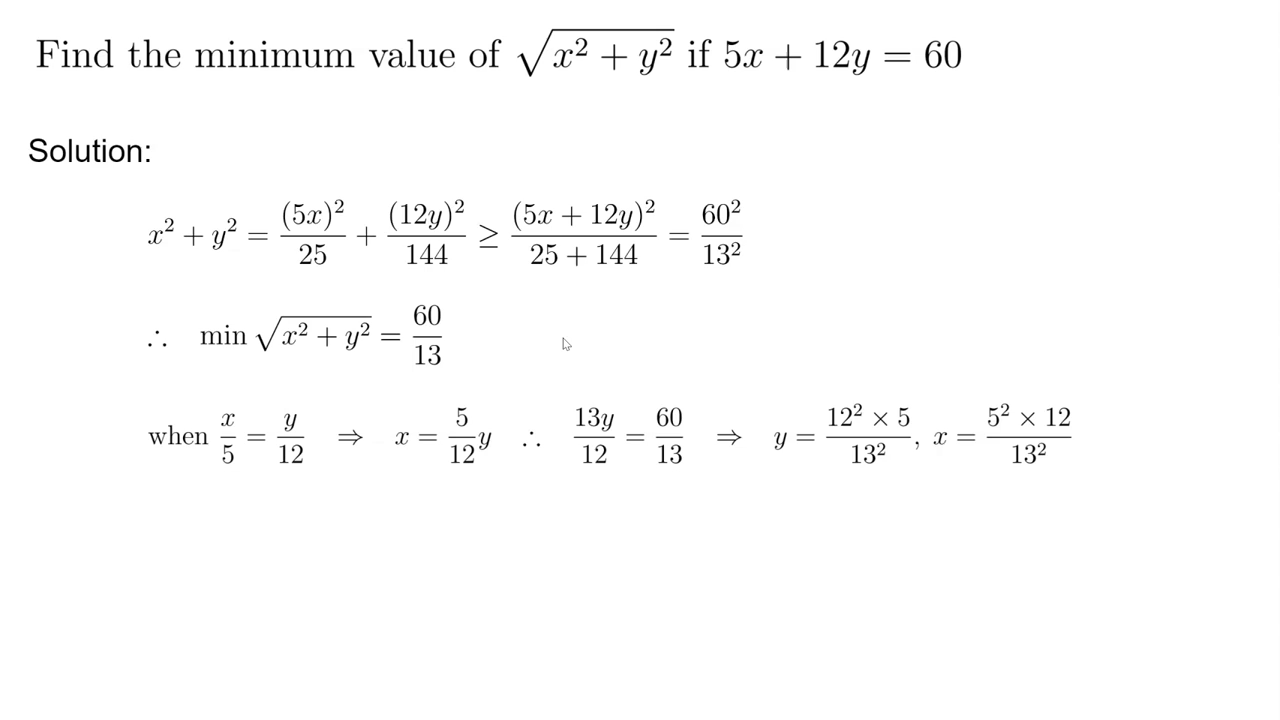 Find the minimum value of √(x² + y²) if 5x + 12y = 60
Solution:
x² + y² = (5x)²/25 + (12y)²/144 ≥ (5x + 12y)²/(25 + 144) = 60²/13²
∴ min √(x² + y²) = 60/13
when x/5 = y/12 ⇒ x = 5/12 y ∴ 13y/12 = 60/13 ⇒ y = (12² × 5)/13², x = (5² × 12)/13²